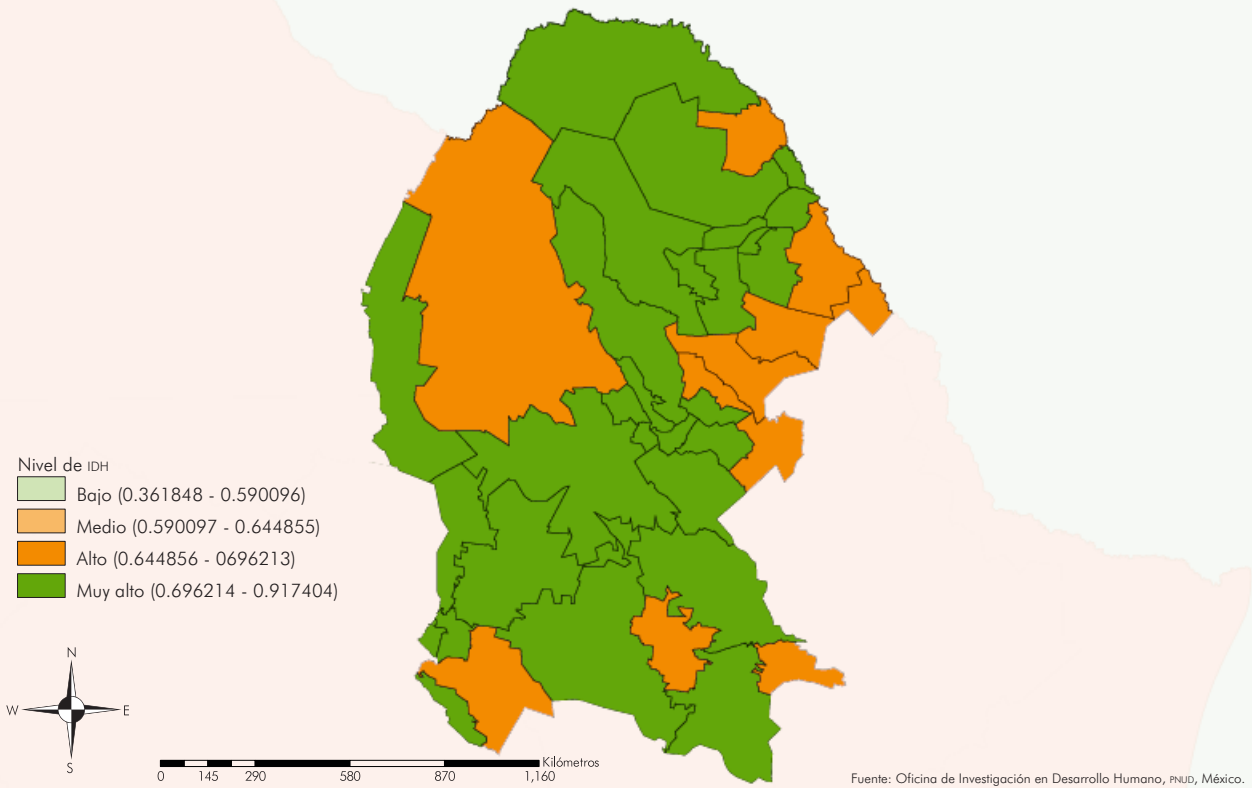 Nivel de IDH
Bajo (0.361848 - 0.590096)
Medio (0.590097 - 0.644855)
Alto (0.644856 - 0696213)
Muy alto (0.696214 - 0.917404)
N
W E
S
Kilómetros
0 145 290 580 870 1,160
Fuente: Oficina de Investigación en Desarrollo Humano, PNUD, México.